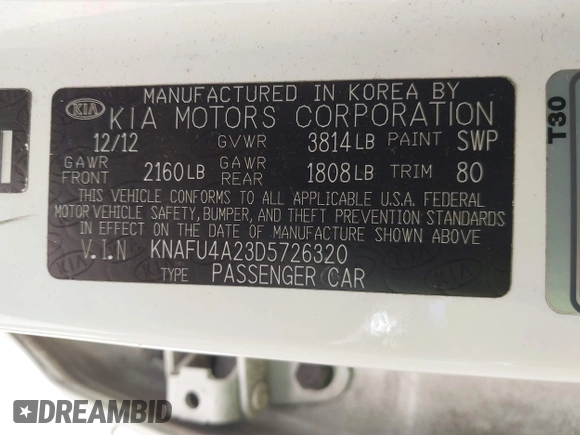 MANUFACTURED IN KOREA BY
KIA KIA MOTORS CORPORATION
12/12 GVWR 3814LB PAINT SWP
GAWR FRONT 2160LB GAWR REAR 1808LB TRIM 80
THIS VEHICLE CONFORMS TO ALL APPLICABLE U.S.A. FEDERAL
MOTOR VEHICLE SAFETY, BUMPER, AND THEFT PREVENTION STANDARDS
IN EFFECT ON THE DATE OF MANUFACTURE SHOWN ABOVE
V.I.N KNAFU4A23D5726320
TYPE PASSENGER CAR
T30
DREAMBID